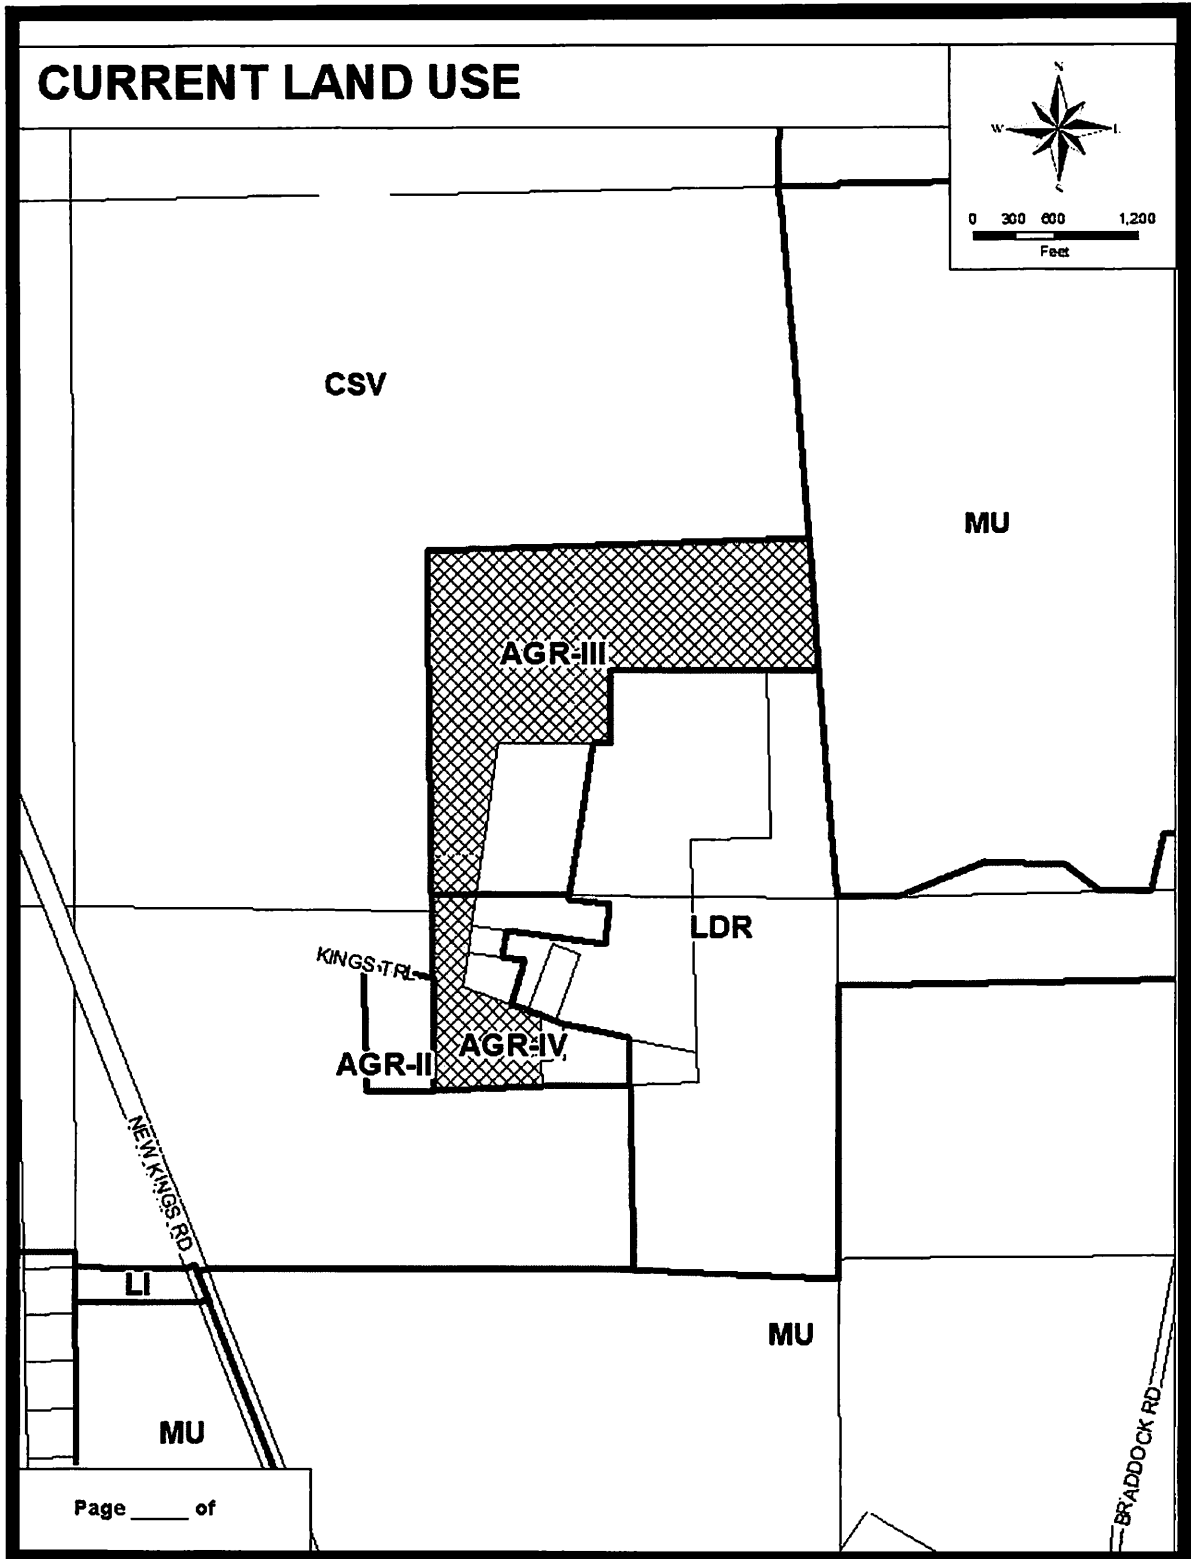 CURRENT LAND USE
N
W
S
0 300 600 1,200
Feet
CSV
MU
AGR-III
LDR
KINGS TRL
AGR-IV
AGR-II
NEW KINGS RD
LI
MU
MU
BRADDOCK RD
Page _____ of